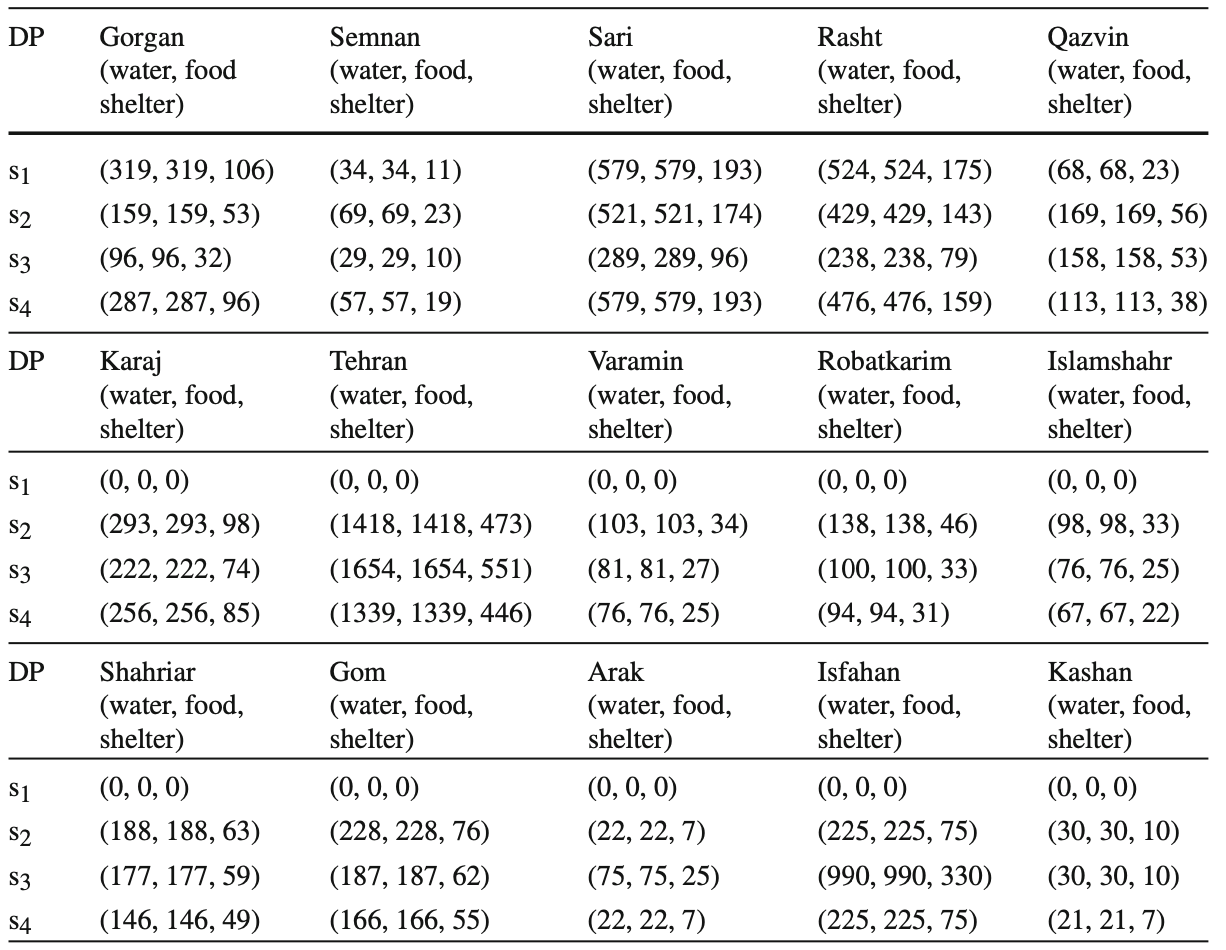 DP Gorgan Semnan Sari Rasht Qazvin
(water, food (water, food, (water, food, (water, food, (water, food,
shelter) shelter) shelter) shelter) shelter)
s1 (319, 319, 106) (34, 34, 11) (579, 579, 193) (524, 524, 175) (68, 68, 23)
s2 (159, 159, 53) (69, 69, 23) (521, 521, 174) (429, 429, 143) (169, 169, 56)
s3 (96, 96, 32) (29, 29, 10) (289, 289, 96) (238, 238, 79) (158, 158, 53)
s4 (287, 287, 96) (57, 57, 19) (579, 579, 193) (476, 476, 159) (113, 113, 38)
DP Karaj Tehran Varamin Robatkarim Islamshahr
(water, food, (water, food, (water, food, (water, food, (water, food,
shelter) shelter) shelter) shelter) shelter)
s1 (0, 0, 0) (0, 0, 0) (0, 0, 0) (0, 0, 0) (0, 0, 0)
s2 (293, 293, 98) (1418, 1418, 473) (103, 103, 34) (138, 138, 46) (98, 98, 33)
s3 (222, 222, 74) (1654, 1654, 551) (81, 81, 27) (100, 100, 33) (76, 76, 25)
s4 (256, 256, 85) (1339, 1339, 446) (76, 76, 25) (94, 94, 31) (67, 67, 22)
DP Shahriar Gom Arak Isfahan Kashan
(water, food, (water, food, (water, food, (water, food, (water, food,
shelter) shelter) shelter) shelter) shelter)
s1 (0, 0, 0) (0, 0, 0) (0, 0, 0) (0, 0, 0) (0, 0, 0)
s2 (188, 188, 63) (228, 228, 76) (22, 22, 7) (225, 225, 75) (30, 30, 10)
s3 (177, 177, 59) (187, 187, 62) (75, 75, 25) (990, 990, 330) (30, 30, 10)
s4 (146, 146, 49) (166, 166, 55) (22, 22, 7) (225, 225, 75) (21, 21, 7)